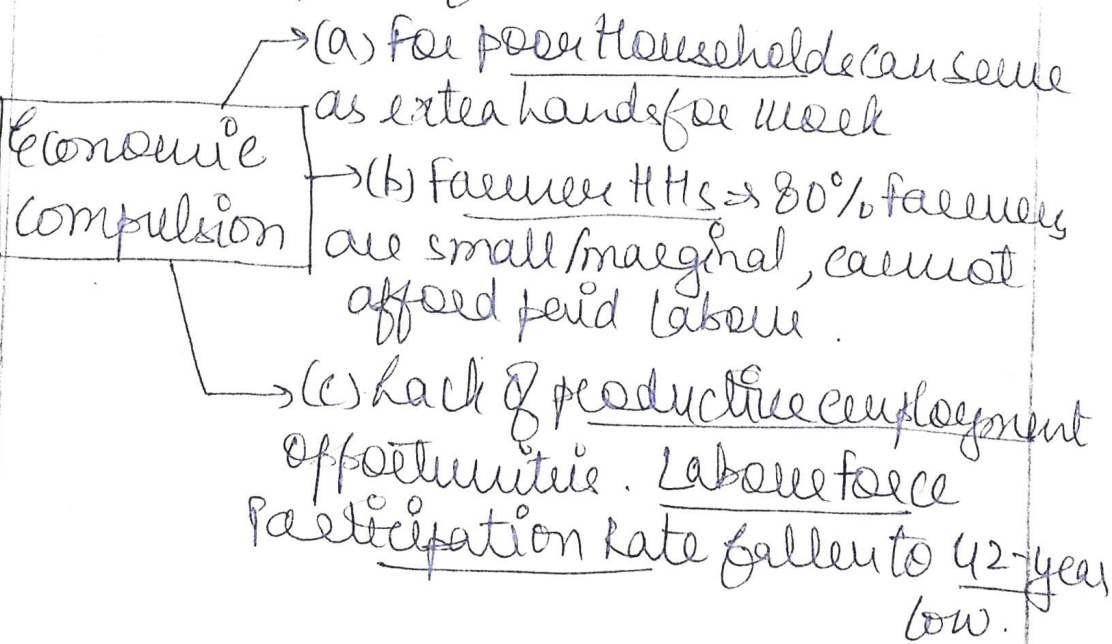 →(a) For poor Households can serve
as extra hands for work
Economic
compulsion
→(b) Farmer HHs ⇒ 80% farmers
are small/marginal, cannot
afford paid labour.
→(c) Lack of productive employment
opportunities. Labour force
Participation Rate fallen to 42-year
low.